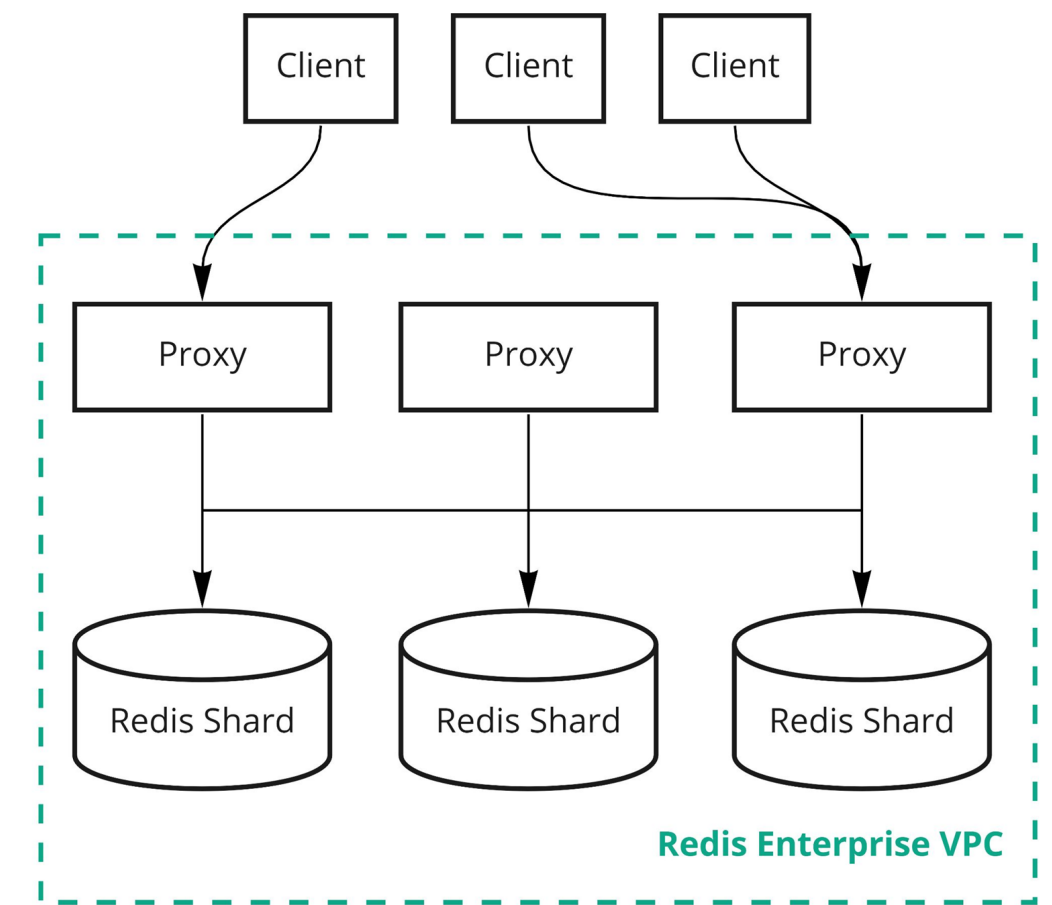 Client
Client
Client
Proxy
Proxy
Proxy
Redis Shard
Redis Shard
Redis Shard
Redis Enterprise VPC